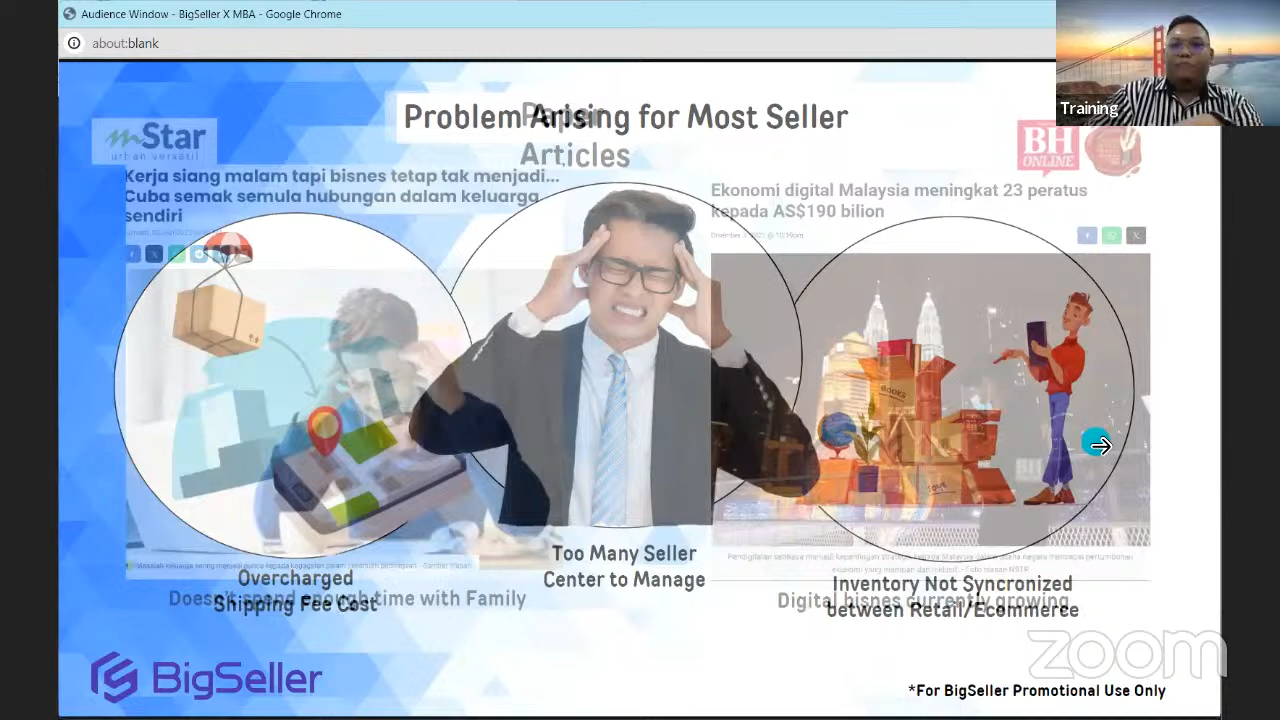 Audience Window - BigSeller X MBA - Google Chrome
about:blank
Training
Problem Arising for Most Seller
Paper
Articles
mStar
urban versatil
BH
ONLINE
Kerja siang malam tapi bisnes tetap tak menjadi...
Cuba semak semula hubungan dalam keluarga
sendiri
Ekonomi digital Malaysia meningkat 23 peratus
kepada AS$190 bilion
BOOKS
Too Many Seller
Center to Manage
Overcharged
Shipping Fee Cost
Doesn't spend enough time with Family
Inventory Not Syncronized
between Retail/Ecommerce
Digital bisnes currently growing
BigSeller
zoom
*For BigSeller Promotional Use Only